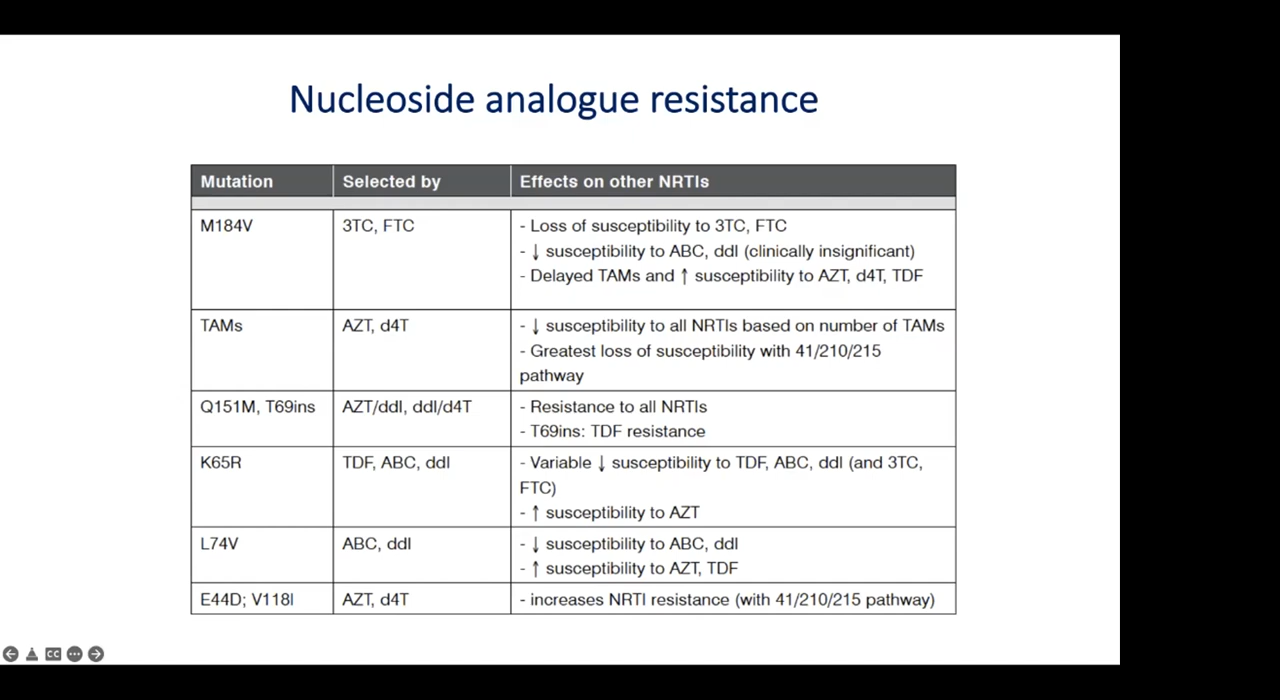 Nucleoside analogue resistance
Mutation
Selected by
Effects on other NRTIs
M184V
3TC, FTC
- Loss of susceptibility to 3TC, FTC
- ↓ susceptibility to ABC, ddI (clinically insignificant)
- Delayed TAMs and ↑ susceptibility to AZT, d4T, TDF
TAMs
AZT, d4T
- ↓ susceptibility to all NRTIs based on number of TAMs
- Greatest loss of susceptibility with 41/210/215
pathway
Q151M, T69ins
AZT/ddI, ddI/d4T
- Resistance to all NRTIs
- T69ins: TDF resistance
K65R
TDF, ABC, ddI
- Variable ↓ susceptibility to TDF, ABC, ddI (and 3TC,
FTC)
- ↑ susceptibility to AZT
L74V
ABC, ddI
- ↓ susceptibility to ABC, ddI
- ↑ susceptibility to AZT, TDF
E44D; V118I
AZT, d4T
- increases NRTI resistance (with 41/210/215 pathway)
CC